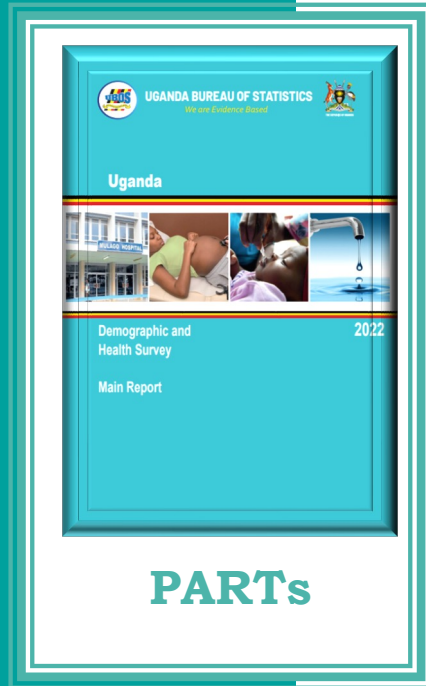 UBOS
UGANDA BUREAU OF STATISTICS
We are Evidence Based
Uganda
MULAGO HOSPITAL
Demographic and 2022
Health Survey
Main Report
PARTs